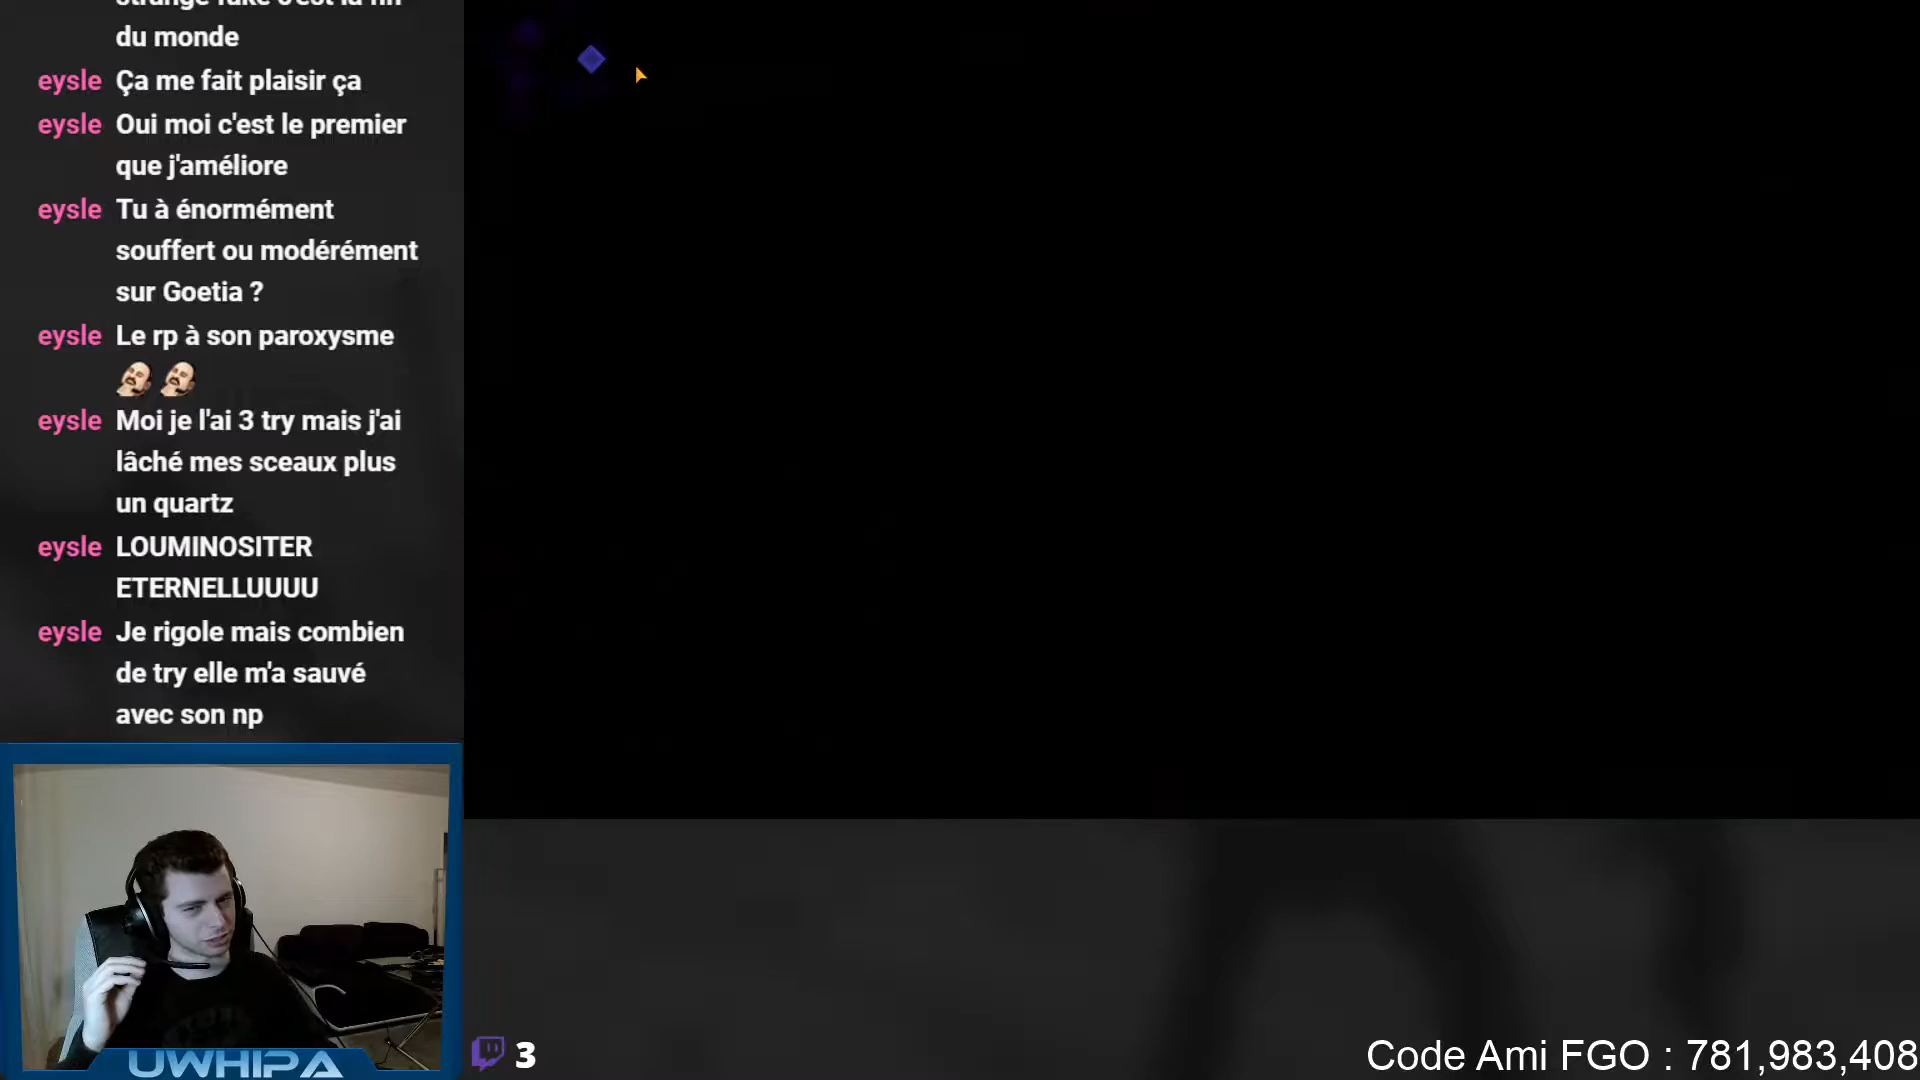 du monde
eysle Ça me fait plaisir ça
eysle Oui moi c'est le premier
que j'améliore
eysle Tu à énormément
souffert ou modérément
sur Goetia ?
eysle Le rp à son paroxysme
eysle Moi je l'ai 3 try mais j'ai
lâché mes sceaux plus
un quartz
eysle LOUMINOSITER
ETERNELLUUUU
eysle Je rigole mais combien
de try elle m'a sauvé
avec son np
UWHIPA
3
Code Ami FGO : 781,983,408